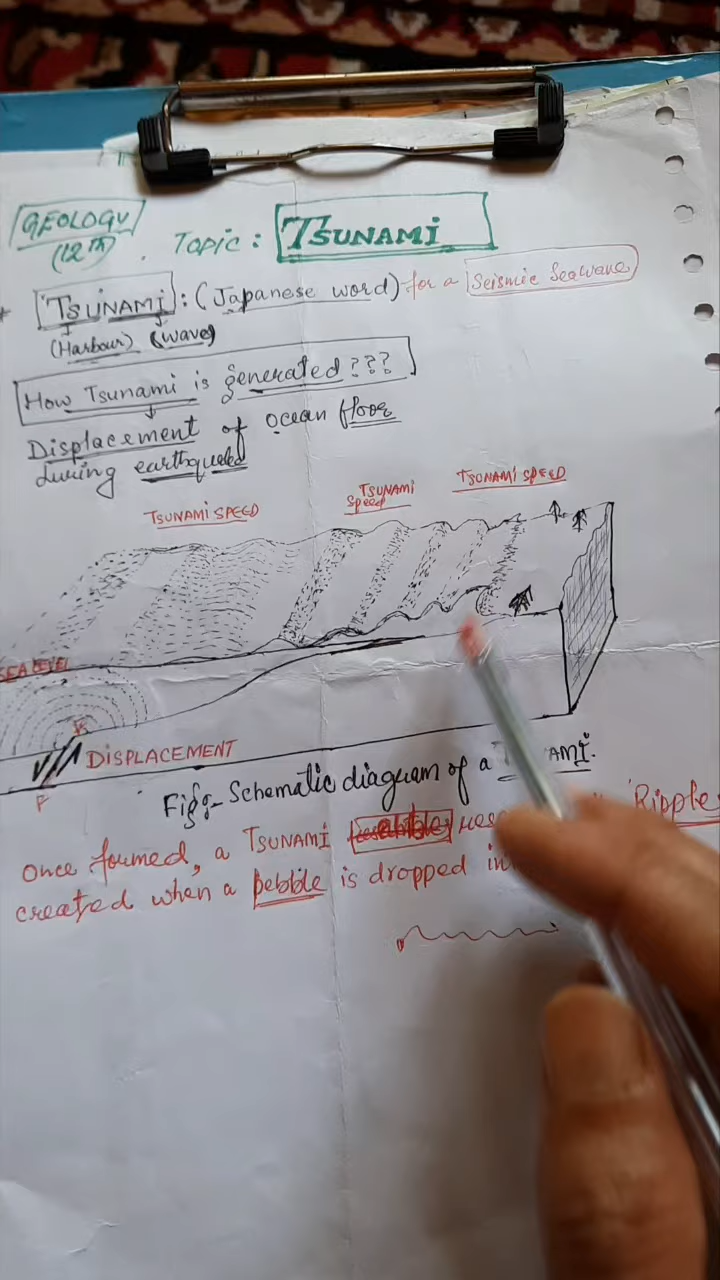 GEOLOGY
(12th). TOPIC: TSUNAMI
TSUNAMI: (Japanese word) for a Seismic Seawave
(Harbour) (wave)
How Tsunami is generated???
Displacement of ocean floor
during earthquake
TSUNAMI SPEED
TSUNAMI Speed
TSUNAMI SPEED
SEA LEVEL
DISPLACEMENT
F
Fig:- Schematic diagram of a
Once formed, a TSUNAMI Ripple
created when a pebble is dropped